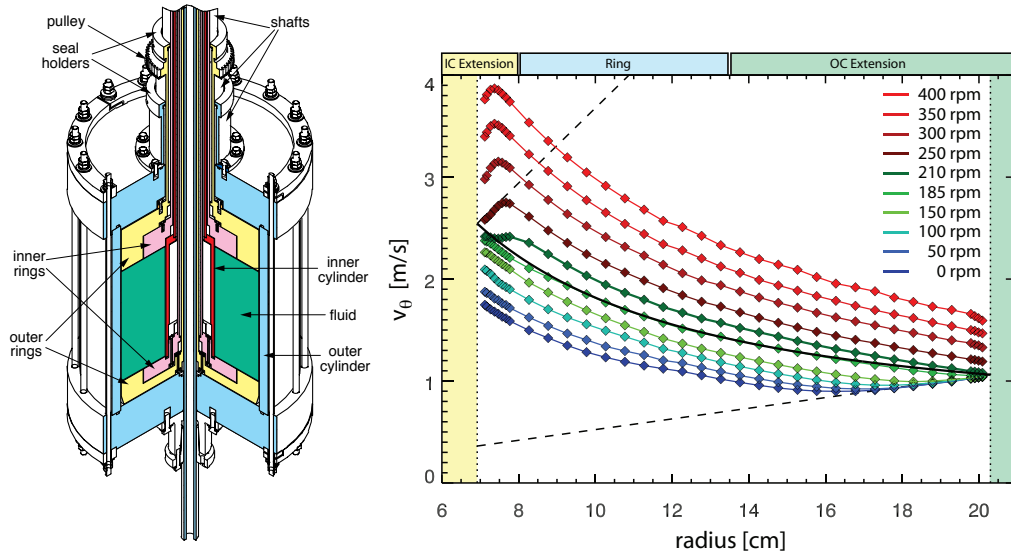 pulley
seal
holders
shafts
inner
rings
outer
rings
inner
cylinder
fluid
outer
cylinder
IC Extension
Ring
OC Extension
400 rpm
350 rpm
300 rpm
250 rpm
210 rpm
185 rpm
150 rpm
100 rpm
50 rpm
0 rpm
vθ [m/s]
4
3
2
1
0
6
8
10
12
14
16
18
20
radius [cm]